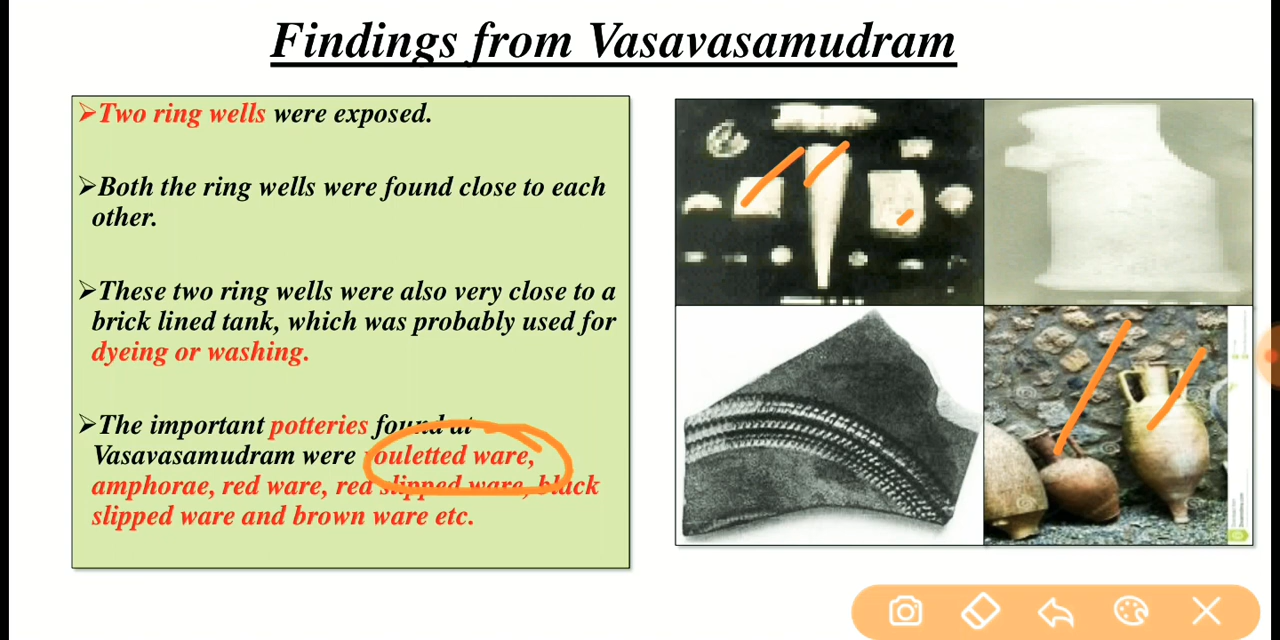 Findings from Vasavasamudram
➢Two ring wells were exposed.
➢Both the ring wells were found close to each
other.
➢These two ring wells were also very close to a
brick lined tank, which was probably used for
dyeing or washing.
➢The important potteries found at
Vasavasamudram were rouletted ware,
amphorae, red ware, red slipped ware, black
slipped ware and brown ware etc.